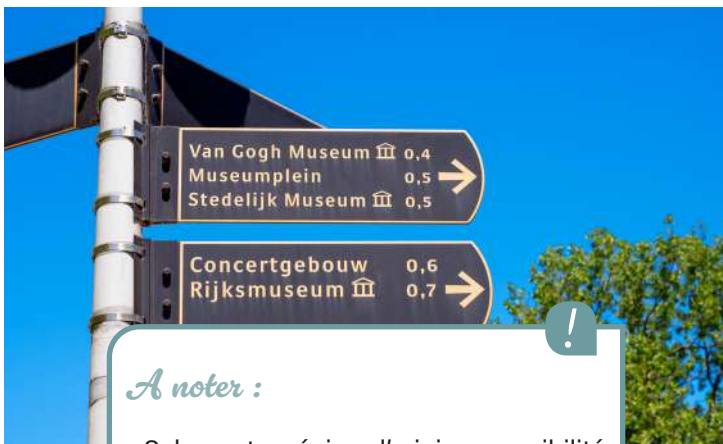 Van Gogh Museum 0,4
Museumplein 0,5
Stedelijk Museum 0,5
Concertgebouw 0,6
Rijksmuseum 0,7
!
A noter :